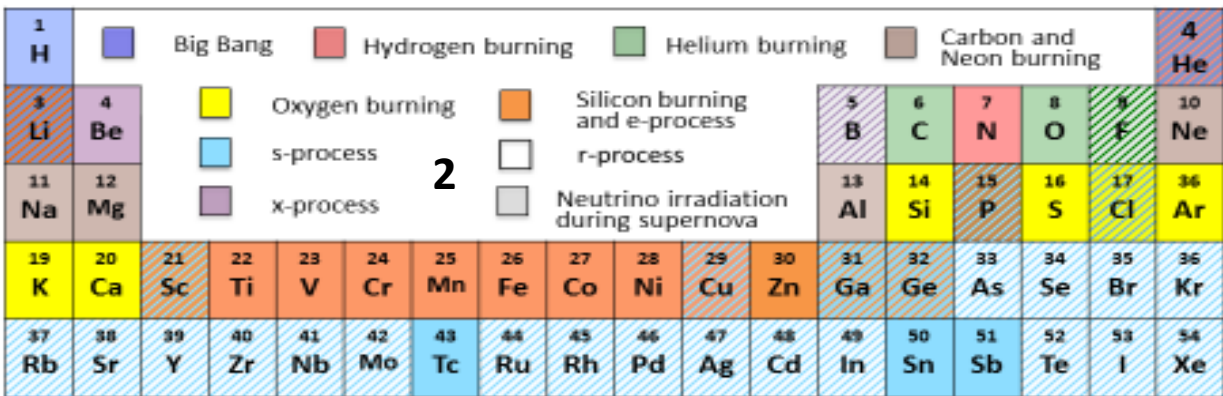 1 4
H Big Bang Hydrogen burning Helium burning Carbon and Neon burning He
3 4 Oxygen burning Silicon burning and e-process 5 6 7 8 9 10
Li Be B C N O F Ne
s-process 2 r-process
11 12 13 14 15 16 17 36
Na Mg x-process Neutrino irradiation during supernova Al Si P S Cl Ar
19 20 21 22 23 24 25 26 27 28 29 30 31 32 33 34 35 36
K Ca Sc Ti V Cr Mn Fe Co Ni Cu Zn Ga Ge As Se Br Kr
37 38 39 40 41 42 43 44 45 46 47 48 49 50 51 52 53 54
Rb Sr Y Zr Nb Mo Tc Ru Rh Pd Ag Cd In Sn Sb Te I Xe